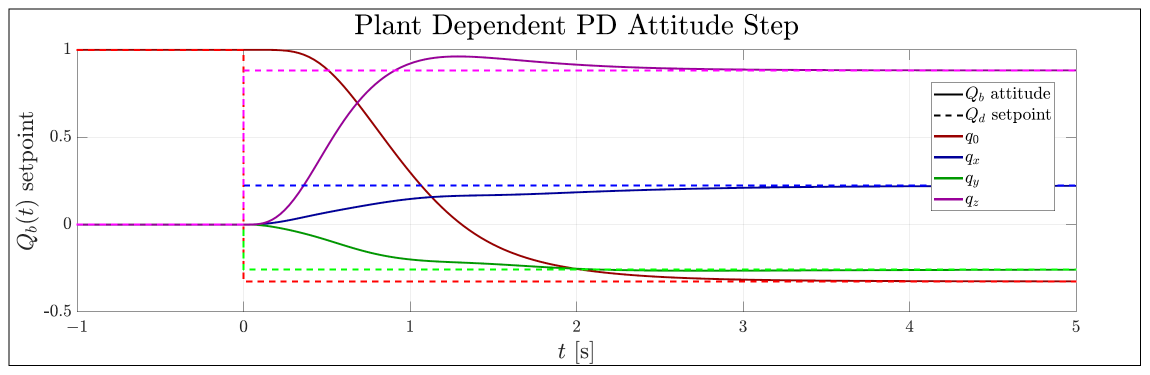 Plant Dependent PD Attitude Step
Q_b(t) setpoint
1
0.5
0
-0.5
−1
0
1
2
3
4
5
t [s]
Q_b attitude
Q_d setpoint
q_0
q_x
q_y
q_z